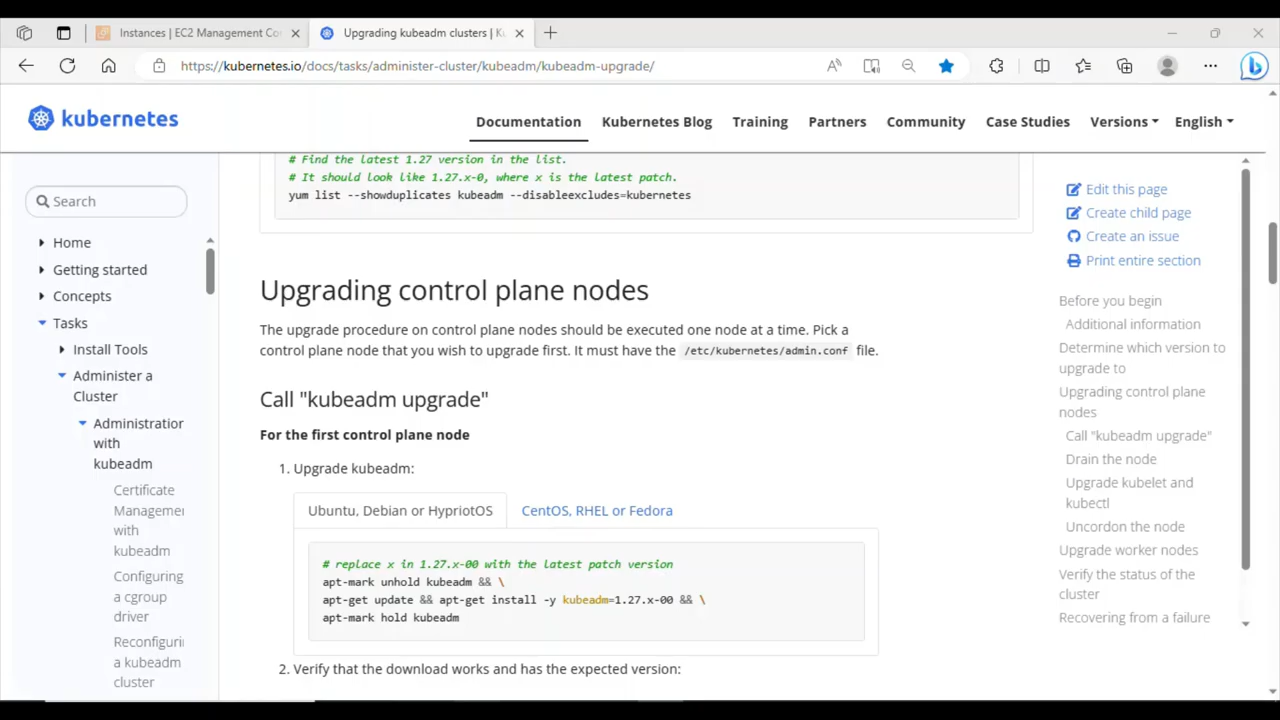 Instances | EC2 Management Co
Upgrading kubeadm clusters | Ku
https://kubernetes.io/docs/tasks/administer-cluster/kubeadm/kubeadm-upgrade/
kubernetes
Documentation
Kubernetes Blog
Training
Partners
Community
Case Studies
Versions
English
Search
Home
Getting started
Concepts
Tasks
Install Tools
Administer a
Cluster
Administration
with
kubeadm
Certificate
Managemen
with
kubeadm
Configuring
a cgroup
driver
Reconfiguri
a kubeadm
cluster
# Find the latest 1.27 version in the list.
# It should look like 1.27.x-0, where x is the latest patch.
yum list --showduplicates kubeadm --disableexcludes=kubernetes
Upgrading control plane nodes
The upgrade procedure on control plane nodes should be executed one node at a time. Pick a
control plane node that you wish to upgrade first. It must have the /etc/kubernetes/admin.conf file.
Call "kubeadm upgrade"
For the first control plane node
1. Upgrade kubeadm:
Ubuntu, Debian or HypriotOS
CentOS, RHEL or Fedora
# replace x in 1.27.x-00 with the latest patch version
apt-mark unhold kubeadm && \
apt-get update && apt-get install -y kubeadm=1.27.x-00 && \
apt-mark hold kubeadm
2. Verify that the download works and has the expected version:
Edit this page
Create child page
Create an issue
Print entire section
Before you begin
Additional information
Determine which version to
upgrade to
Upgrading control plane
nodes
Call "kubeadm upgrade"
Drain the node
Upgrade kubelet and
kubectl
Uncordon the node
Upgrade worker nodes
Verify the status of the
cluster
Recovering from a failure